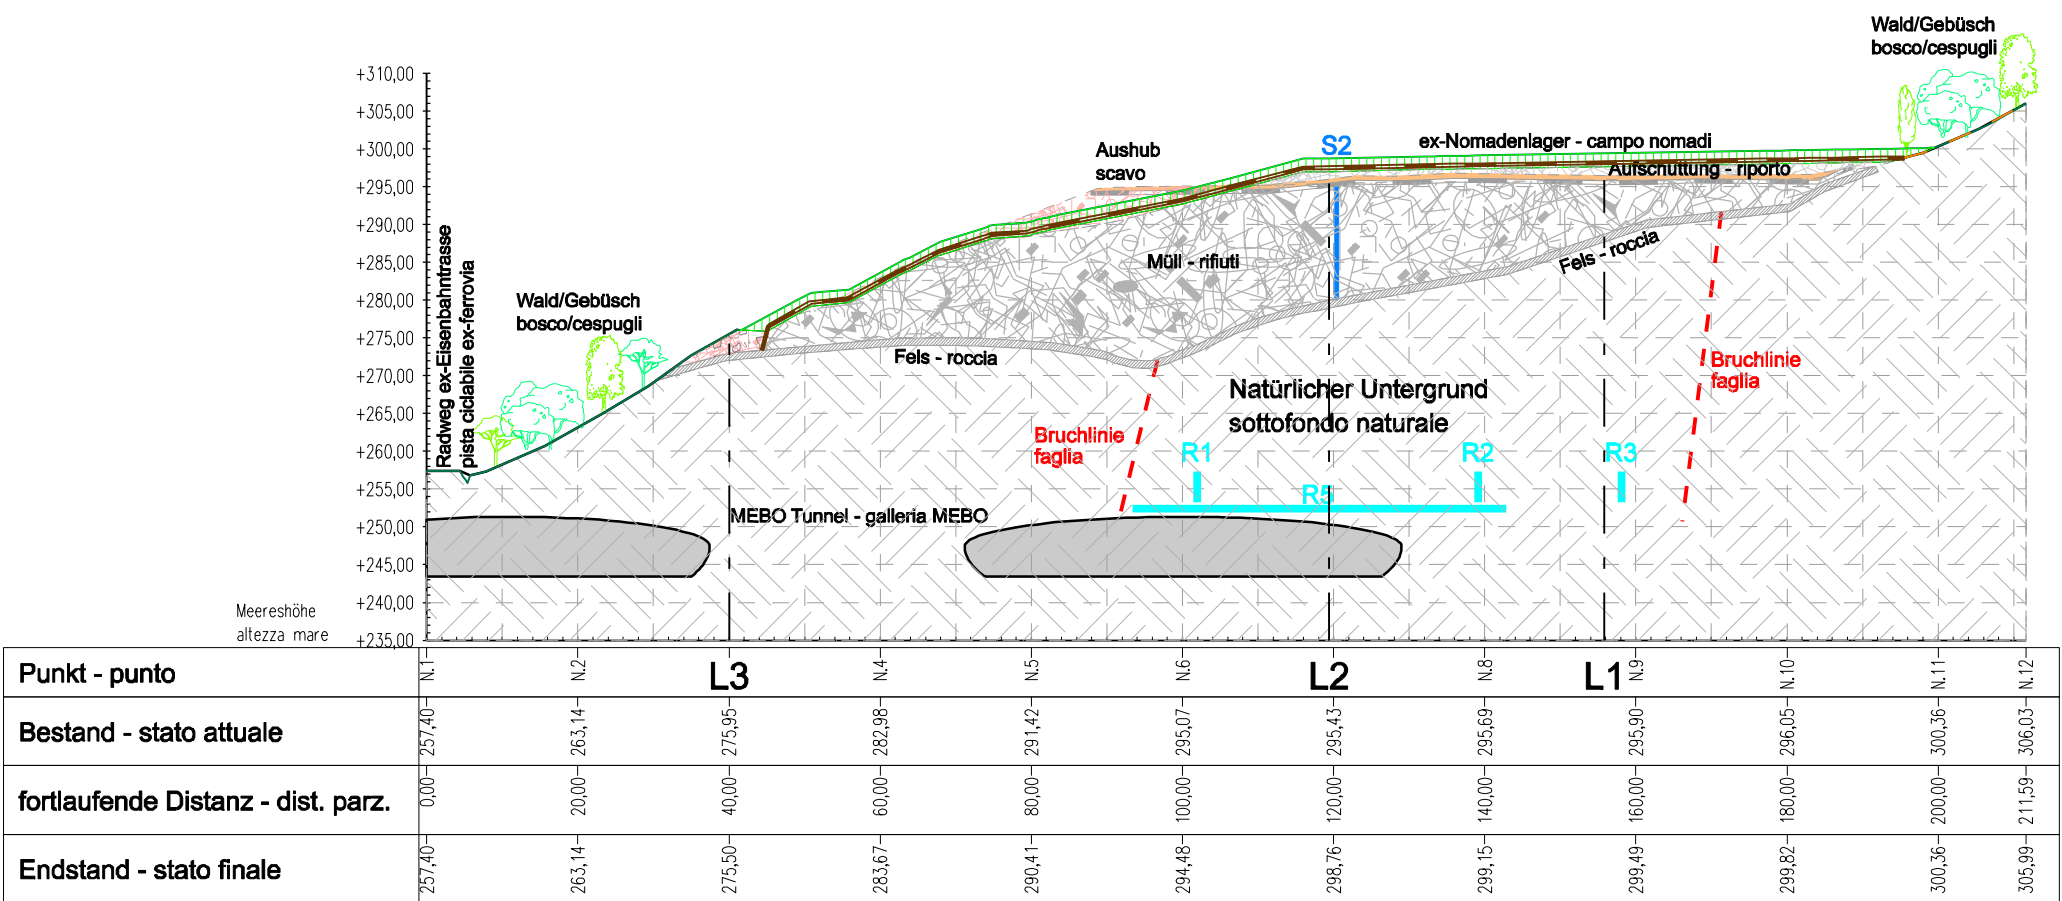 Wald/Gebüsch
bosco/cespugli
+310,00
+305,00
+300,00
+295,00
+290,00
+285,00
+280,00
+275,00
+270,00
+265,00
+260,00
+255,00
+250,00
+245,00
+240,00
+235,00
Meereshöhe
altezza mare
Radweg ex-Eisenbahntrasse
pista ciclabile ex-ferrovia
Wald/Gebüsch
bosco/cespugli
Aushub
scavo
S2
ex-Nomadenlager - campo nomadi
Aufschüttung - riporto
Müll - rifiuti
Fels - roccia
Fels - roccia
Bruchlinie
faglia
Natürlicher Untergrund
sottofondo naturale
Bruchlinie
faglia
R1
R2
R3
R5
MEBO Tunnel - galleria MEBO
Punkt - punto
N.1
N.2
L3
N.4
N.5
N.6
L2
N.8
L1
N.9
N.10
N.11
N.12
Bestand - stato attuale
257,40
263,14
275,95
282,98
291,42
295,07
295,43
295,69
295,90
296,05
300,36
306,03
fortlaufende Distanz - dist. parz.
0,00
20,00
40,00
60,00
80,00
100,00
120,00
140,00
160,00
180,00
200,00
211,59
Endstand - stato finale
257,40
263,14
275,50
283,67
290,41
294,48
298,76
299,15
299,49
299,82
300,36
305,99